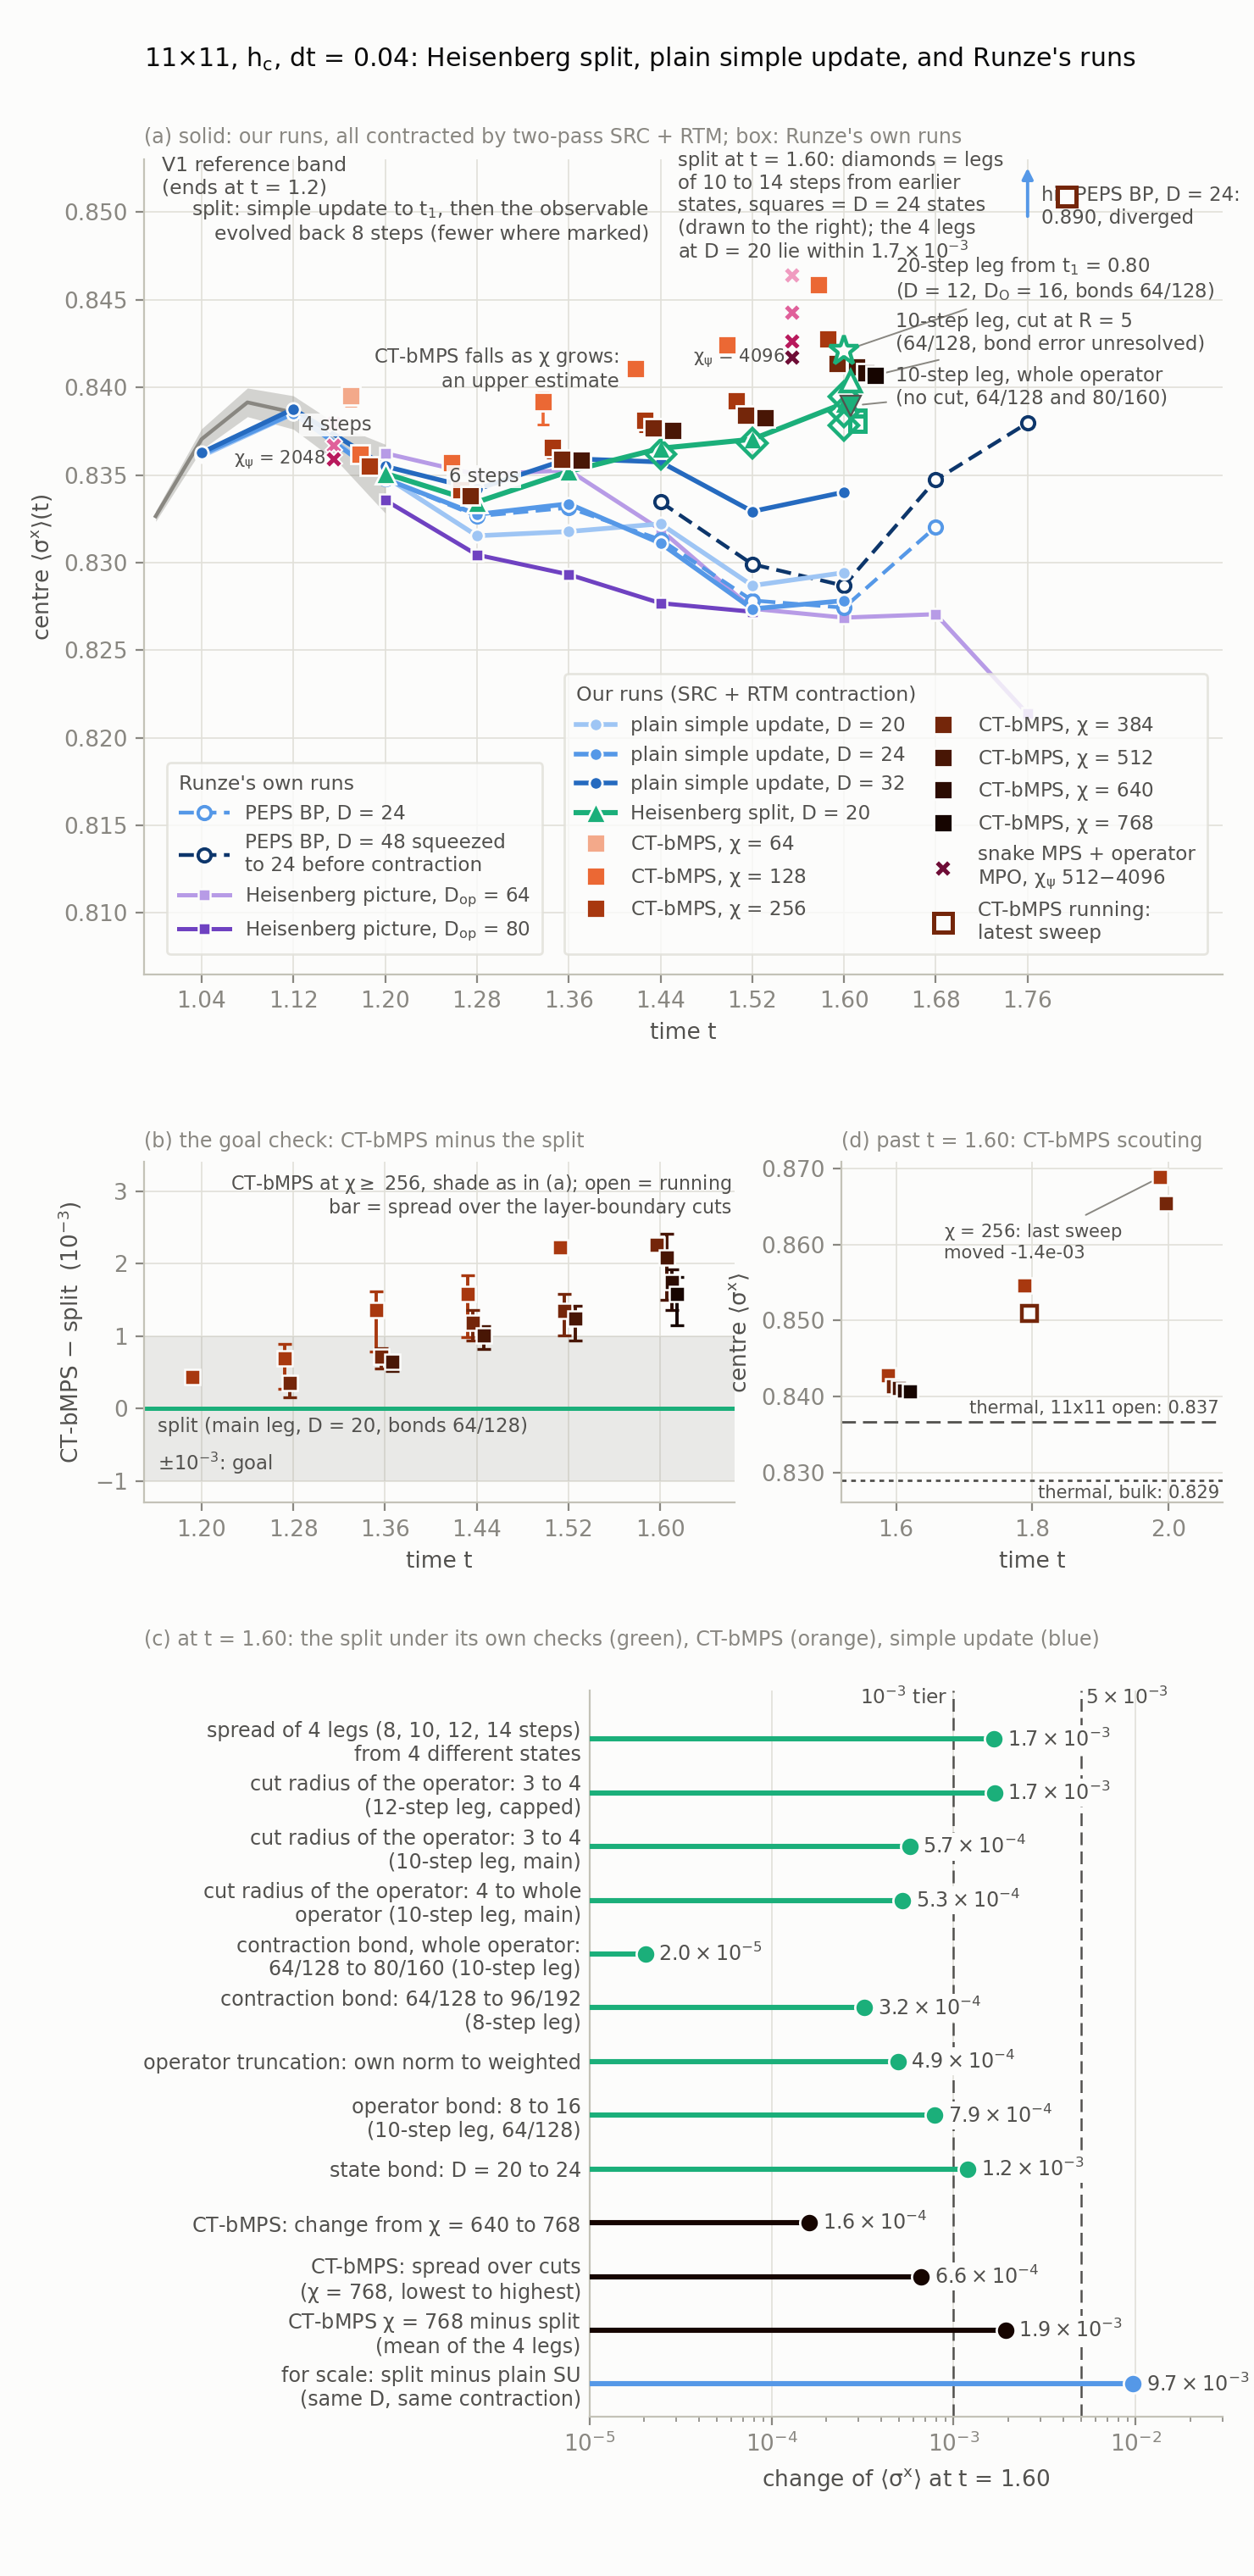 11×11, h_c, dt = 0.04: Heisenberg split, plain simple update, and Runze's runs
(a) solid: our runs, all contracted by two-pass SRC + RTM; box: Runze's own runs
V1 reference band
(ends at t = 1.2)
split: simple update to t₁, then the observable
evolved back 8 steps (fewer where marked)
split at t = 1.60: diamonds = legs
of 10 to 14 steps from earlier
states, squares = D = 24 states
(drawn to the right); the 4 legs
at D = 20 lie within 1.7 × 10⁻³
PEPS BP, D = 24:
0.890, diverged
20-step leg from t₁ = 0.80
(D = 12, D_O = 16, bonds 64/128)
10-step leg, cut at R = 5
(64/128, bond error unresolved)
10-step leg, whole operator
(no cut, 64/128 and 80/160)
CT-bMPS falls as χ grows:
an upper estimate
χ_ψ = 4096
4 steps
χ_ψ = 2048
6 steps
0.850
0.845
0.840
0.835
0.830
0.825
0.820
0.815
0.810
centre ⟨σˣ⟩(t)
Runze's own runs
PEPS BP, D = 24
PEPS BP, D = 48 squeezed
to 24 before contraction
Heisenberg picture, D_op = 64
Heisenberg picture, D_op = 80
Our runs (SRC + RTM contraction)
plain simple update, D = 20
plain simple update, D = 24
plain simple update, D = 32
Heisenberg split, D = 20
CT-bMPS, χ = 64
CT-bMPS, χ = 128
CT-bMPS, χ = 256
CT-bMPS, χ = 384
CT-bMPS, χ = 512
CT-bMPS, χ = 640
CT-bMPS, χ = 768
snake MPS + operator
MPO, χ_ψ 512−4096
CT-bMPS running:
latest sweep
1.04 1.12 1.20 1.28 1.36 1.44 1.52 1.60 1.68 1.76
time t
(b) the goal check: CT-bMPS minus the split
CT-bMPS at χ ≥ 256, shade as in (a); open = running
bar = spread over the layer-boundary cuts
3
2
1
0
−1
CT-bMPS − split (10⁻³)
split (main leg, D = 20, bonds 64/128)
±10⁻³: goal
1.20 1.28 1.36 1.44 1.52 1.60
time t
(d) past t = 1.60: CT-bMPS scouting
0.870
0.860
0.850
0.840
0.830
centre ⟨σˣ⟩
χ = 256: last sweep
moved -1.4e-03
thermal, 11x11 open: 0.837
thermal, bulk: 0.829
1.6 1.8 2.0
time t
(c) at t = 1.60: the split under its own checks (green), CT-bMPS (orange), simple update (blue)
10⁻³ tier
5 × 10⁻³
spread of 4 legs (8, 10, 12, 14 steps)
from 4 different states
1.7 × 10⁻³
cut radius of the operator: 3 to 4
(12-step leg, capped)
1.7 × 10⁻³
cut radius of the operator: 3 to 4
(10-step leg, main)
5.7 × 10⁻⁴
cut radius of the operator: 4 to whole
operator (10-step leg, main)
5.3 × 10⁻⁴
contraction bond, whole operator:
64/128 to 80/160 (10-step leg)
2.0 × 10⁻⁵
contraction bond: 64/128 to 96/192
(8-step leg)
3.2 × 10⁻⁴
operator truncation: own norm to weighted
4.9 × 10⁻⁴
operator bond: 8 to 16
(10-step leg, 64/128)
7.9 × 10⁻⁴
state bond: D = 20 to 24
1.2 × 10⁻³
CT-bMPS: change from χ = 640 to 768
1.6 × 10⁻⁴
CT-bMPS: spread over cuts
(χ = 768, lowest to highest)
6.6 × 10⁻⁴
CT-bMPS χ = 768 minus split
(mean of the 4 legs)
1.9 × 10⁻³
for scale: split minus plain SU
(same D, same contraction)
9.7 × 10⁻³
10⁻⁵ 10⁻⁴ 10⁻³ 10⁻²
change of ⟨σˣ⟩ at t = 1.60